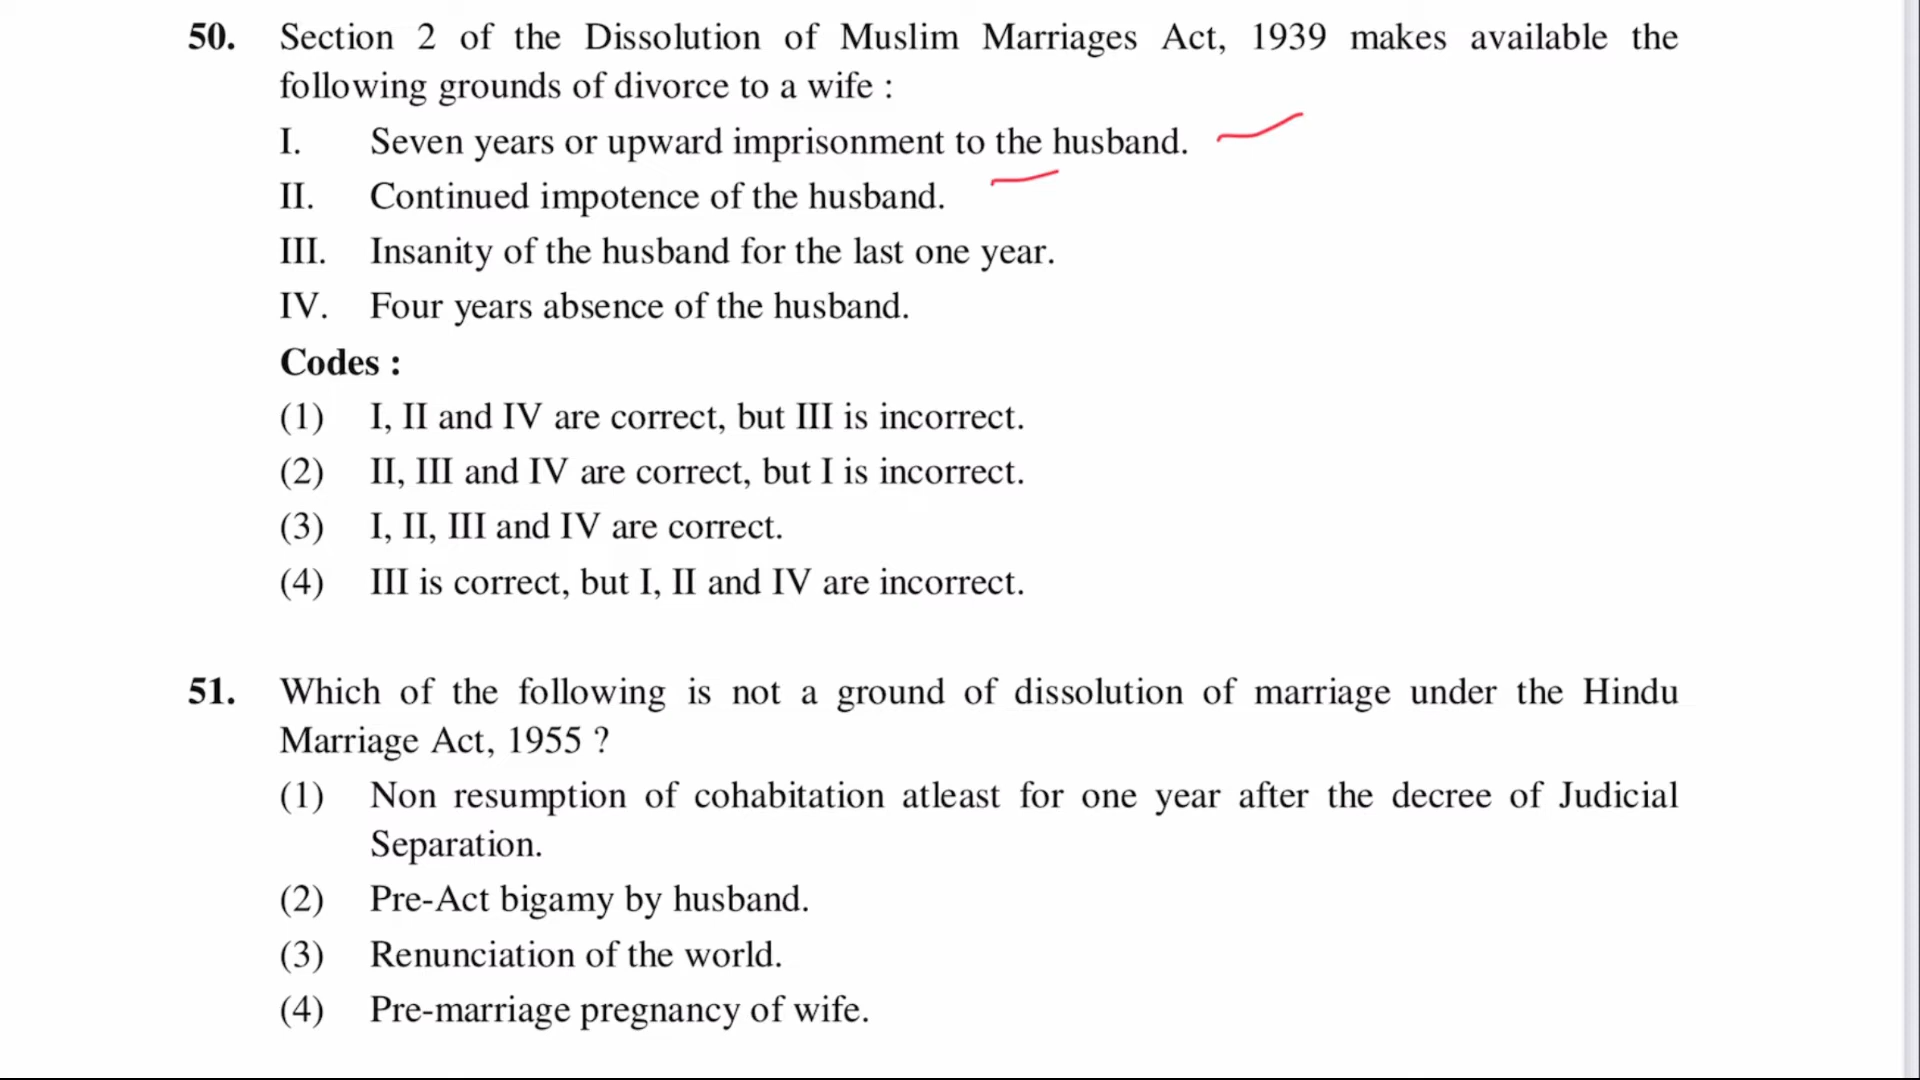 50. Section 2 of the Dissolution of Muslim Marriages Act, 1939 makes available the
following grounds of divorce to a wife :
I. Seven years or upward imprisonment to the husband.
II. Continued impotence of the husband.
III. Insanity of the husband for the last one year.
IV. Four years absence of the husband.
Codes :
(1) I, II and IV are correct, but III is incorrect.
(2) II, III and IV are correct, but I is incorrect.
(3) I, II, III and IV are correct.
(4) III is correct, but I, II and IV are incorrect.
51. Which of the following is not a ground of dissolution of marriage under the Hindu
Marriage Act, 1955 ?
(1) Non resumption of cohabitation atleast for one year after the decree of Judicial
Separation.
(2) Pre-Act bigamy by husband.
(3) Renunciation of the world.
(4) Pre-marriage pregnancy of wife.